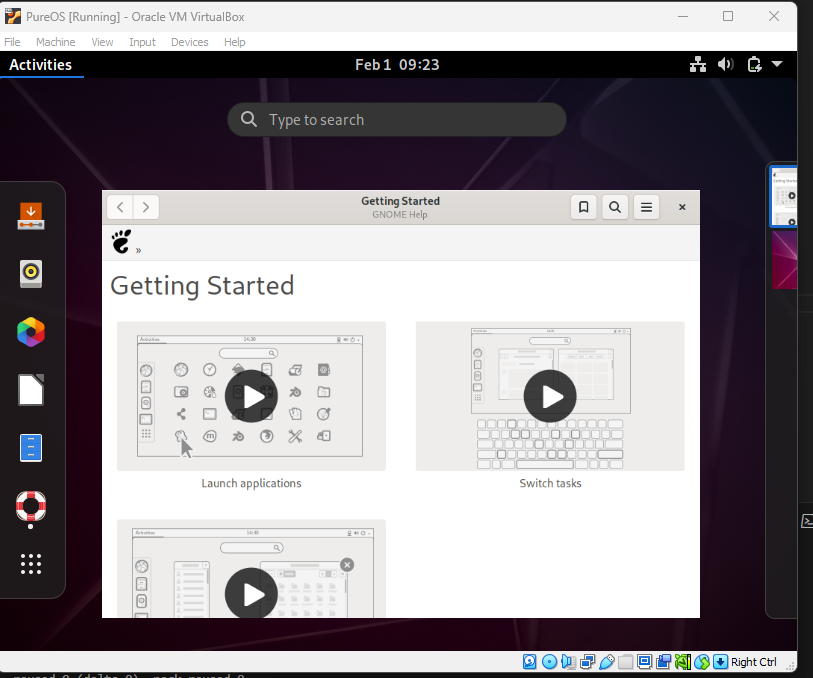 PureOS [Running] - Oracle VM VirtualBox
File Machine View Input Devices Help
Activities Feb 1 09:23
Type to search
Getting Started
GNOME Help
»
Getting Started
Activities 14:30
Launch applications
Switch tasks
Activities 14:30
Right Ctrl